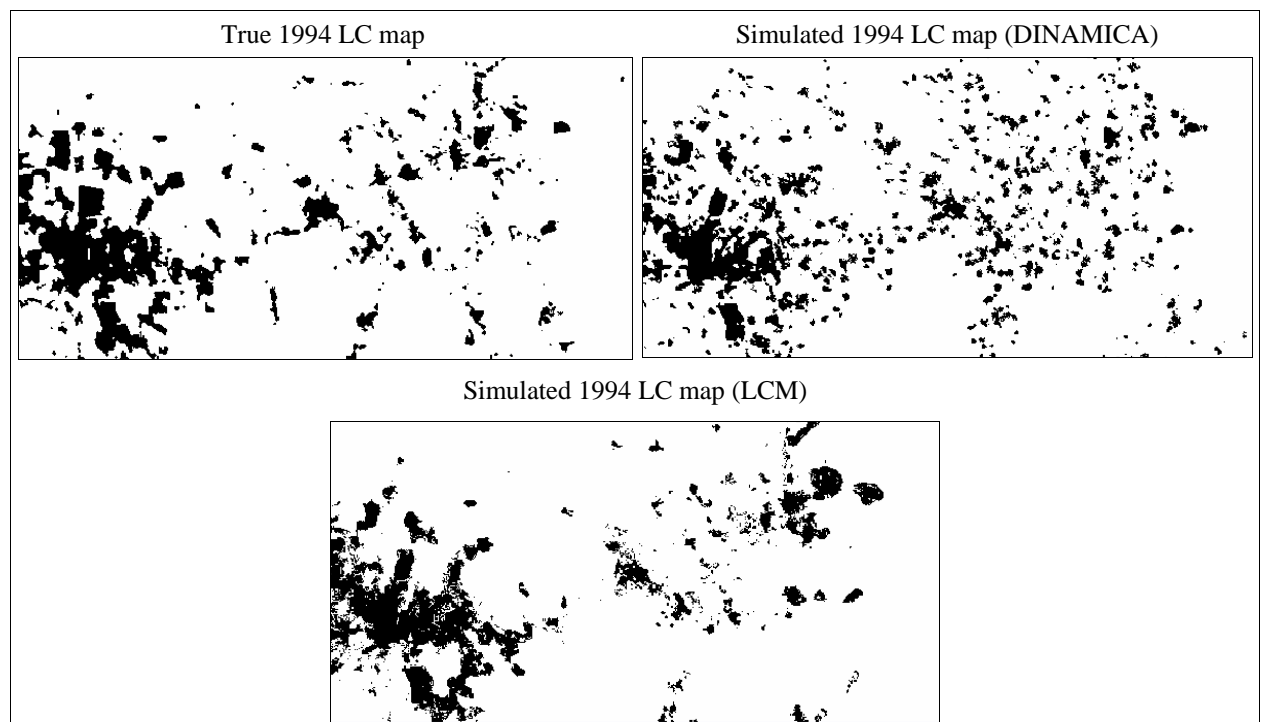 True 1994 LC map
Simulated 1994 LC map (DINAMICA)
Simulated 1994 LC map (LCM)